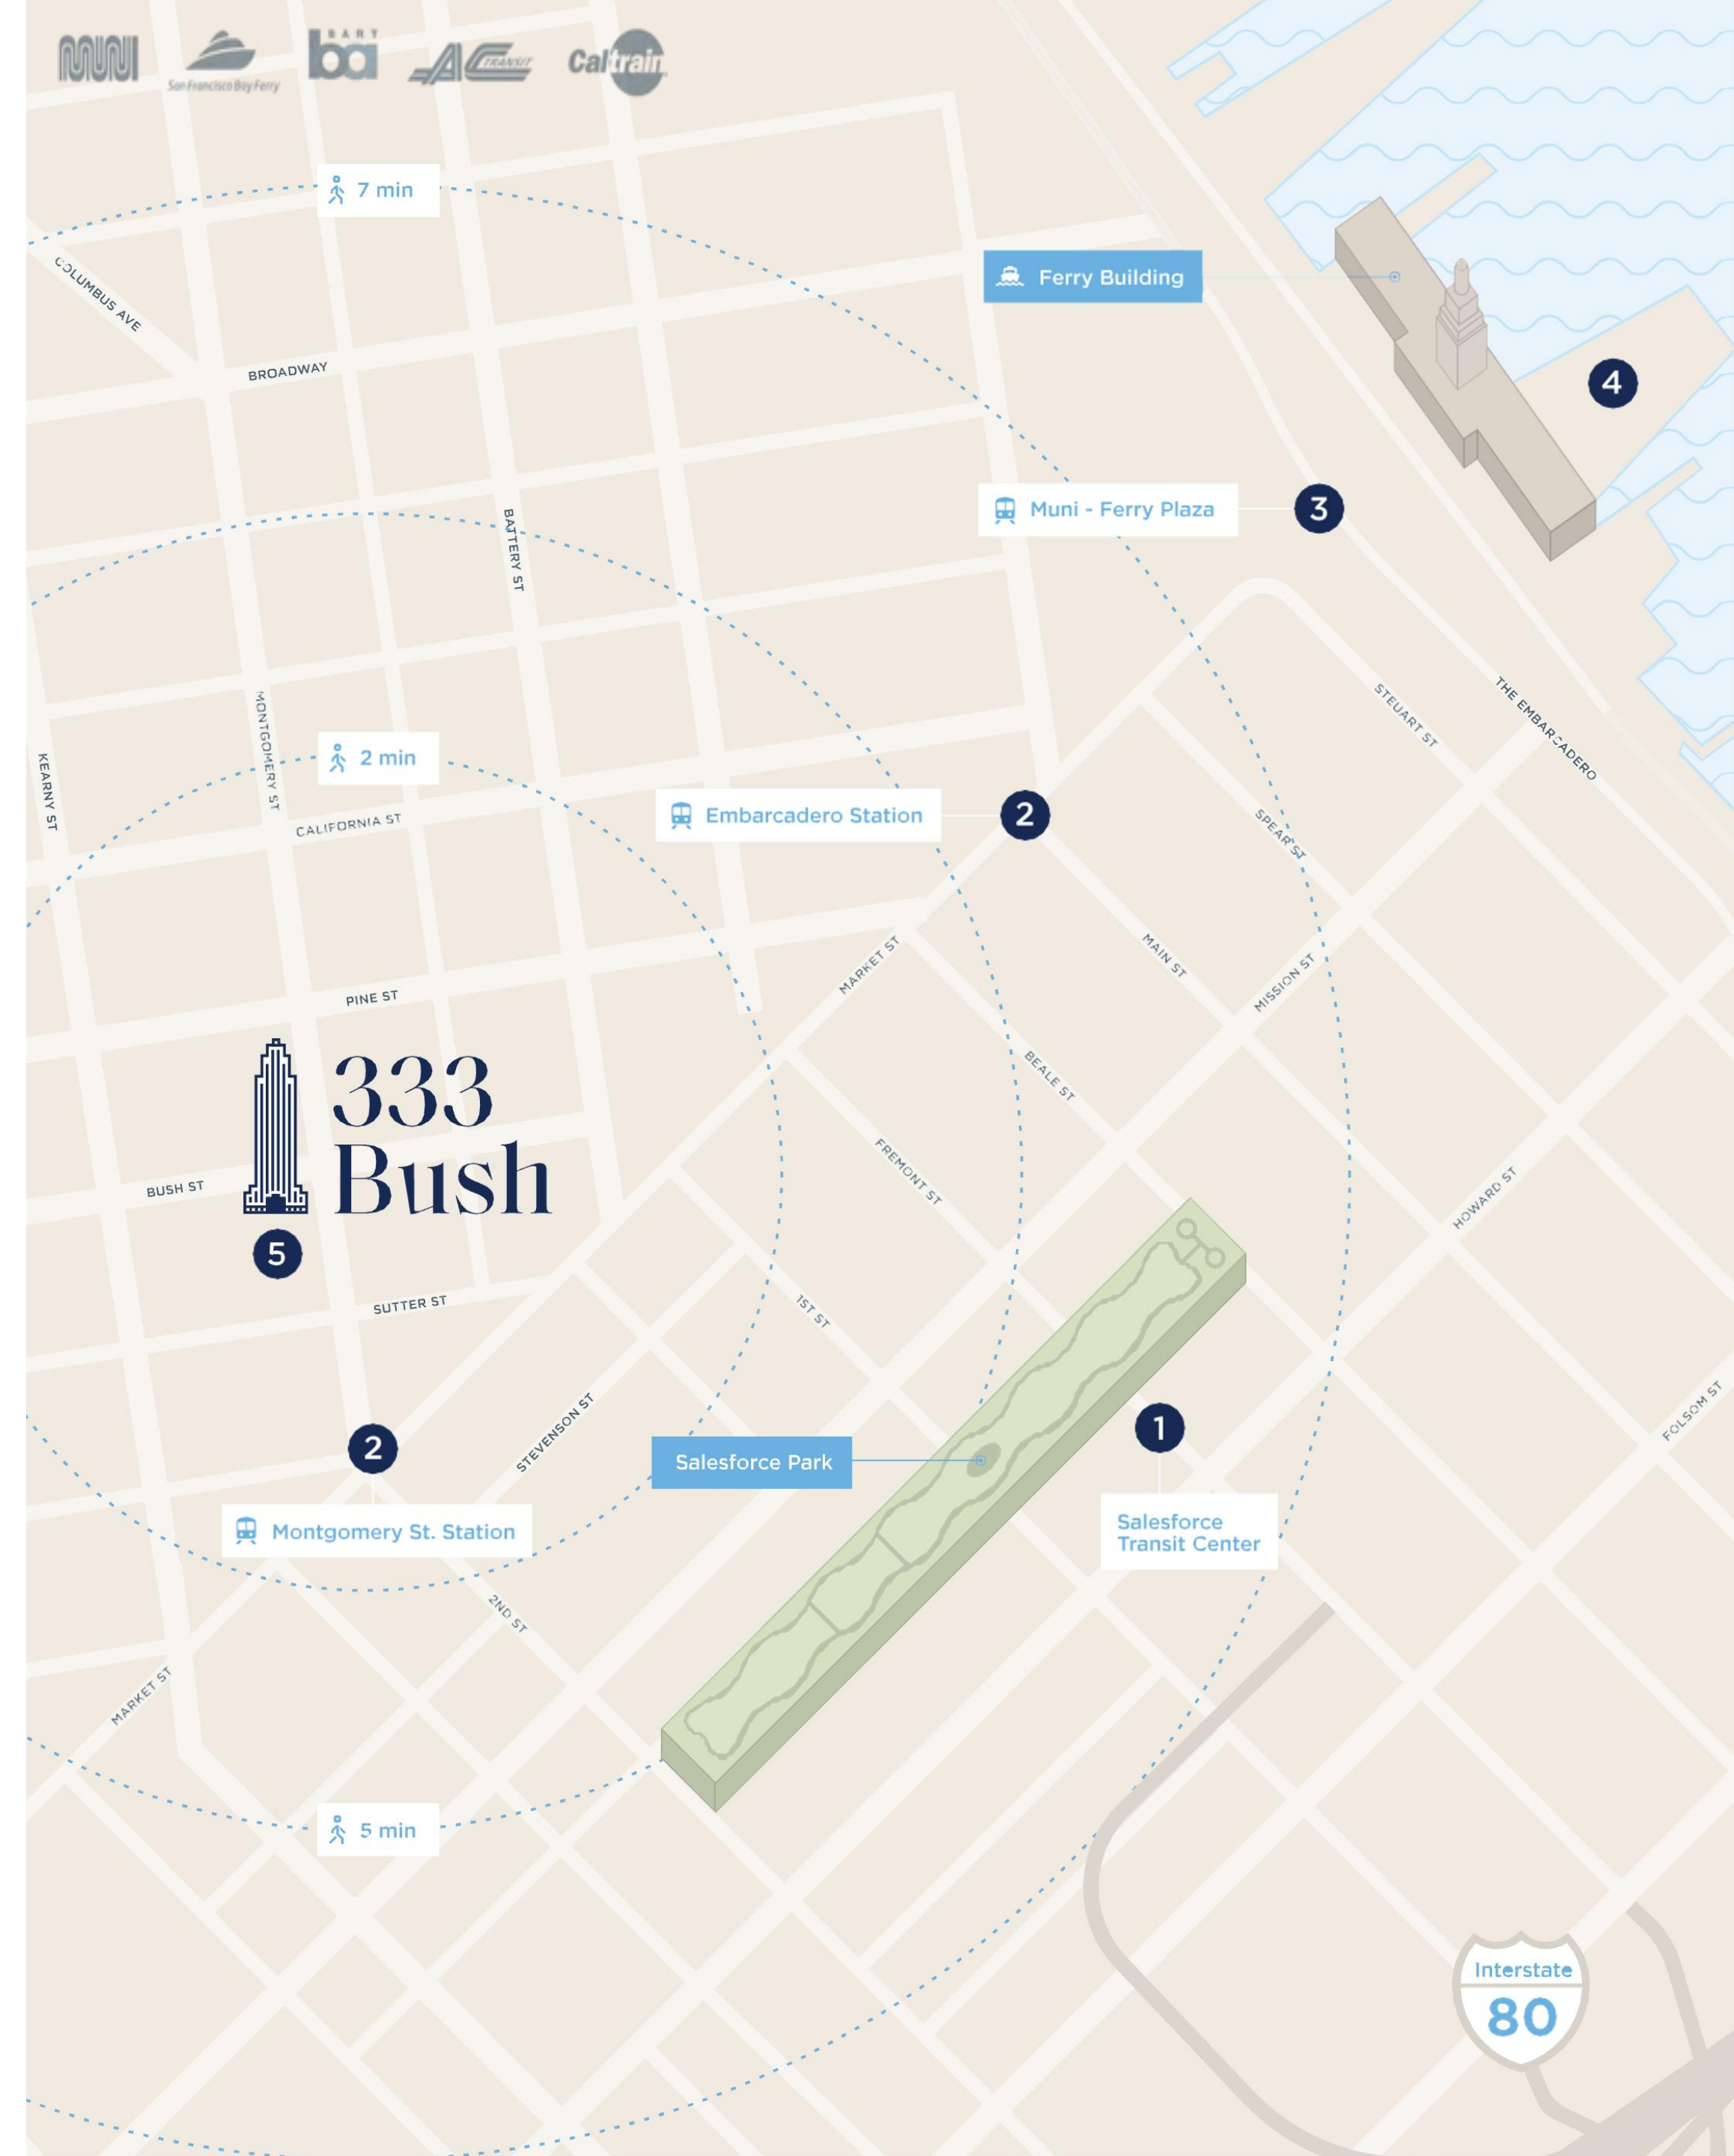 MUNI
San Francisco Bay Ferry
BART
ba
AC TRANSIT
Caltrain
7 min
COLUMBUS AVE
Ferry Building
BROADWAY
4
Muni - Ferry Plaza
3
BATTERY ST
STEUART ST
THE EMBARCADERO
MONTGOMERY ST
KEARNY ST
2 min
CALIFORNIA ST
Embarcadero Station
2
SPEAR ST
MARKET ST
MAIN ST
MISSION ST
PINE ST
BEALE ST
333
Bush
BUSH ST
5
FREMONT ST
HOWARD ST
SUTTER ST
1ST ST
FOLSOM ST
STEVENSON ST
2
Montgomery St. Station
Salesforce Park
1
Salesforce
Transit Center
2ND ST
MARKET ST
5 min
Interstate
80